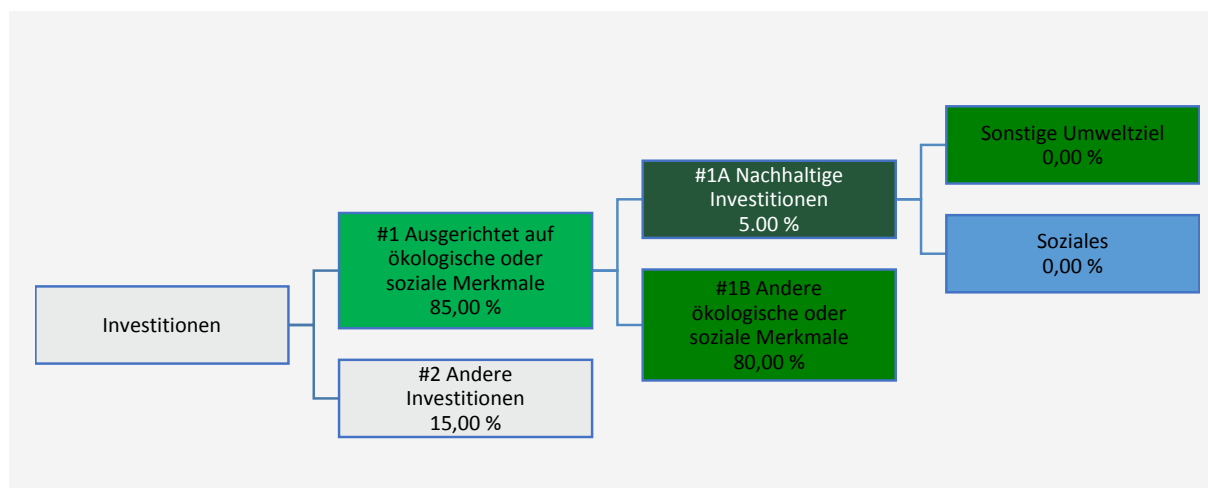 Investitionen
#1 Ausgerichtet auf
ökologische oder
soziale Merkmale
85,00 %
#2 Andere
Investitionen
15,00 %
#1A Nachhaltige
Investitionen
5.00 %
#1B Andere
ökologische oder
soziale Merkmale
80,00 %
Sonstige Umweltziel
0,00 %
Soziales
0,00 %